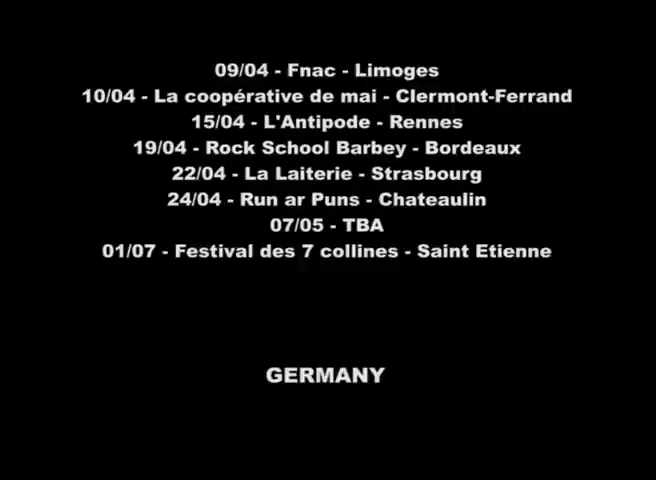 09/04 - Fnac - Limoges
10/04 - La coopérative de mai - Clermont-Ferrand
15/04 - L'Antipode - Rennes
19/04 - Rock School Barbey - Bordeaux
22/04 - La Laiterie - Strasbourg
24/04 - Run ar Puns - Chateaulin
07/05 - TBA
01/07 - Festival des 7 collines - Saint Etienne
GERMANY